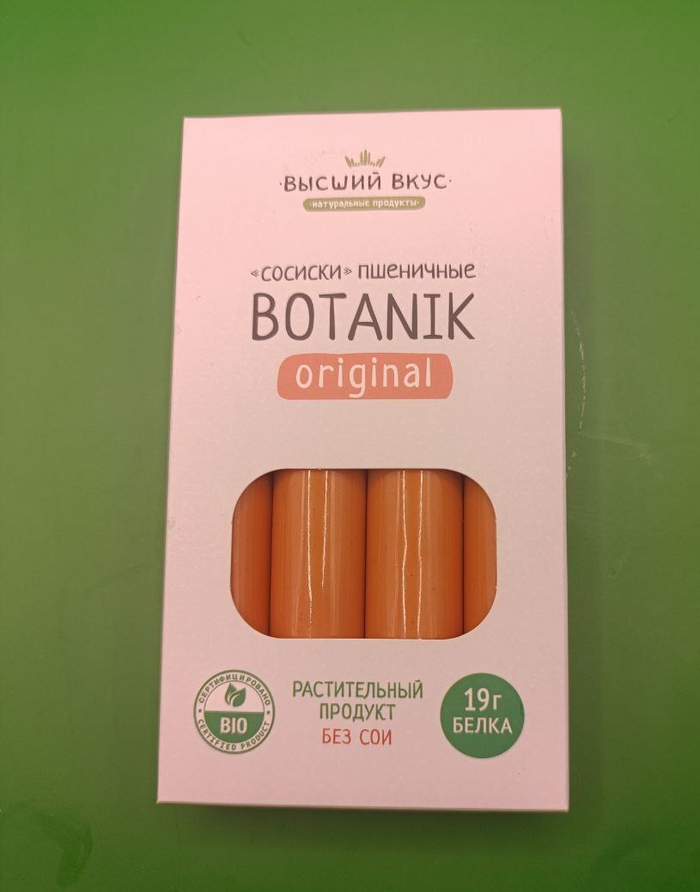 ·ВЫСШИЙ ВКУС·
·натуральные продукты·
«СОСИСКИ» ПШЕНИЧНЫЕ
BOTANIK
original
·СЕРТИФИЦИРОВАНО·
BIO
CERTIFIED PRODUCT
РАСТИТЕЛЬНЫЙ
ПРОДУКТ
БЕЗ СОИ
19г
БЕЛКА